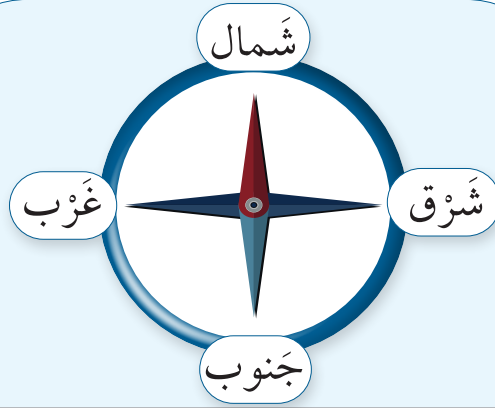 شَمال
شَرْق
غَرْب
جَنوب